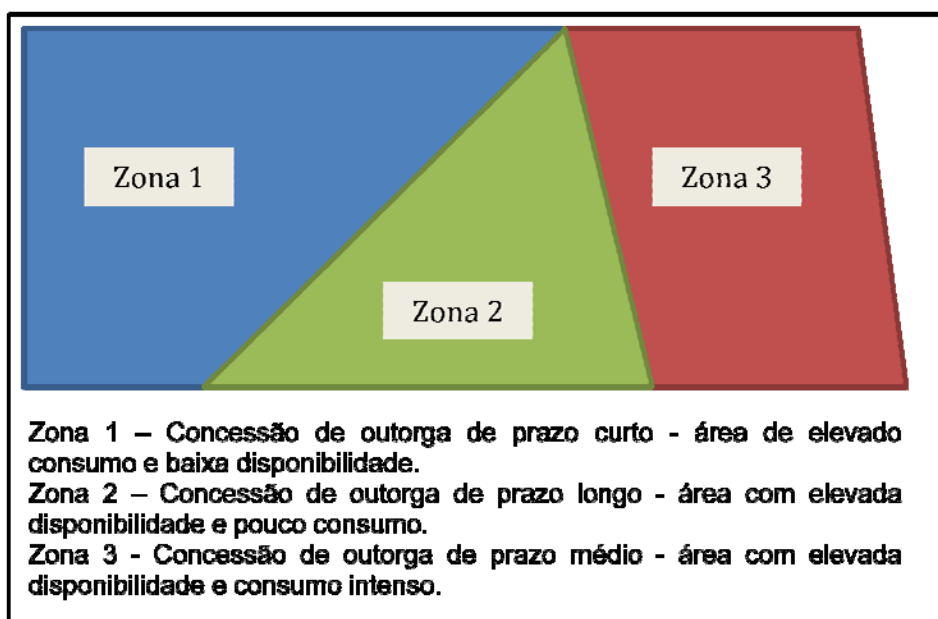 Zona 1
Zona 3
Zona 2
Zona 1 – Concessão de outorga de prazo curto - área de elevado
consumo e baixa disponibilidade.
Zona 2 – Concessão de outorga de prazo longo - área com elevada
disponibilidade e pouco consumo.
Zona 3 - Concessão de outorga de prazo médio - área com elevada
disponibilidade e consumo intenso.